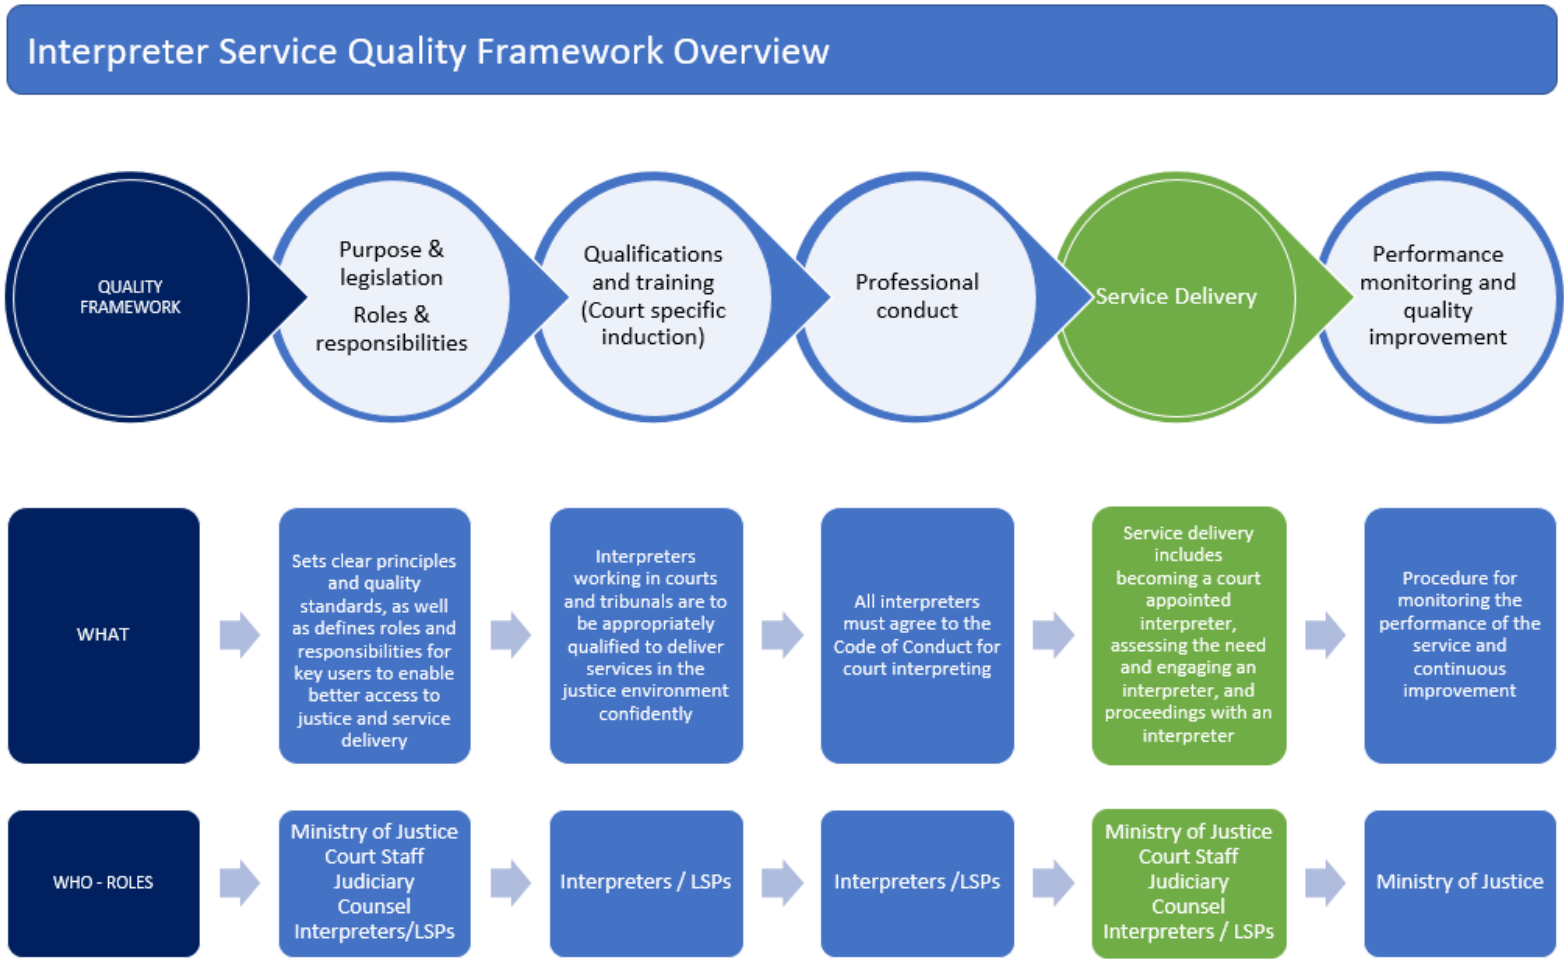 Interpreter Service Quality Framework Overview
QUALITY
FRAMEWORK
Purpose &
legislation
Roles &
responsibilities
Qualifications
and training
(Court specific
induction)
Professional
conduct
Service Delivery
Performance
monitoring and
quality
improvement
WHAT
Sets clear principles
and quality
standards, as well
as defines roles and
responsibilities for
key users to enable
better access to
justice and service
delivery
Interpreters
working in courts
and tribunals are to
be appropriately
qualified to deliver
services in the
justice environment
confidently
All interpreters
must agree to the
Code of Conduct for
court interpreting
Service delivery
includes
becoming a court
appointed
interpreter,
assessing the need
and engaging an
interpreter, and
proceedings with an
interpreter
Procedure for
monitoring the
performance of the
service and
continuous
improvement
WHO - ROLES
Ministry of Justice
Court Staff
Judiciary
Counsel
Interpreters/LSPs
Interpreters / LSPs
Interpreters /LSPs
Ministry of Justice
Court Staff
Judiciary
Counsel
Interpreters / LSPs
Ministry of Justice